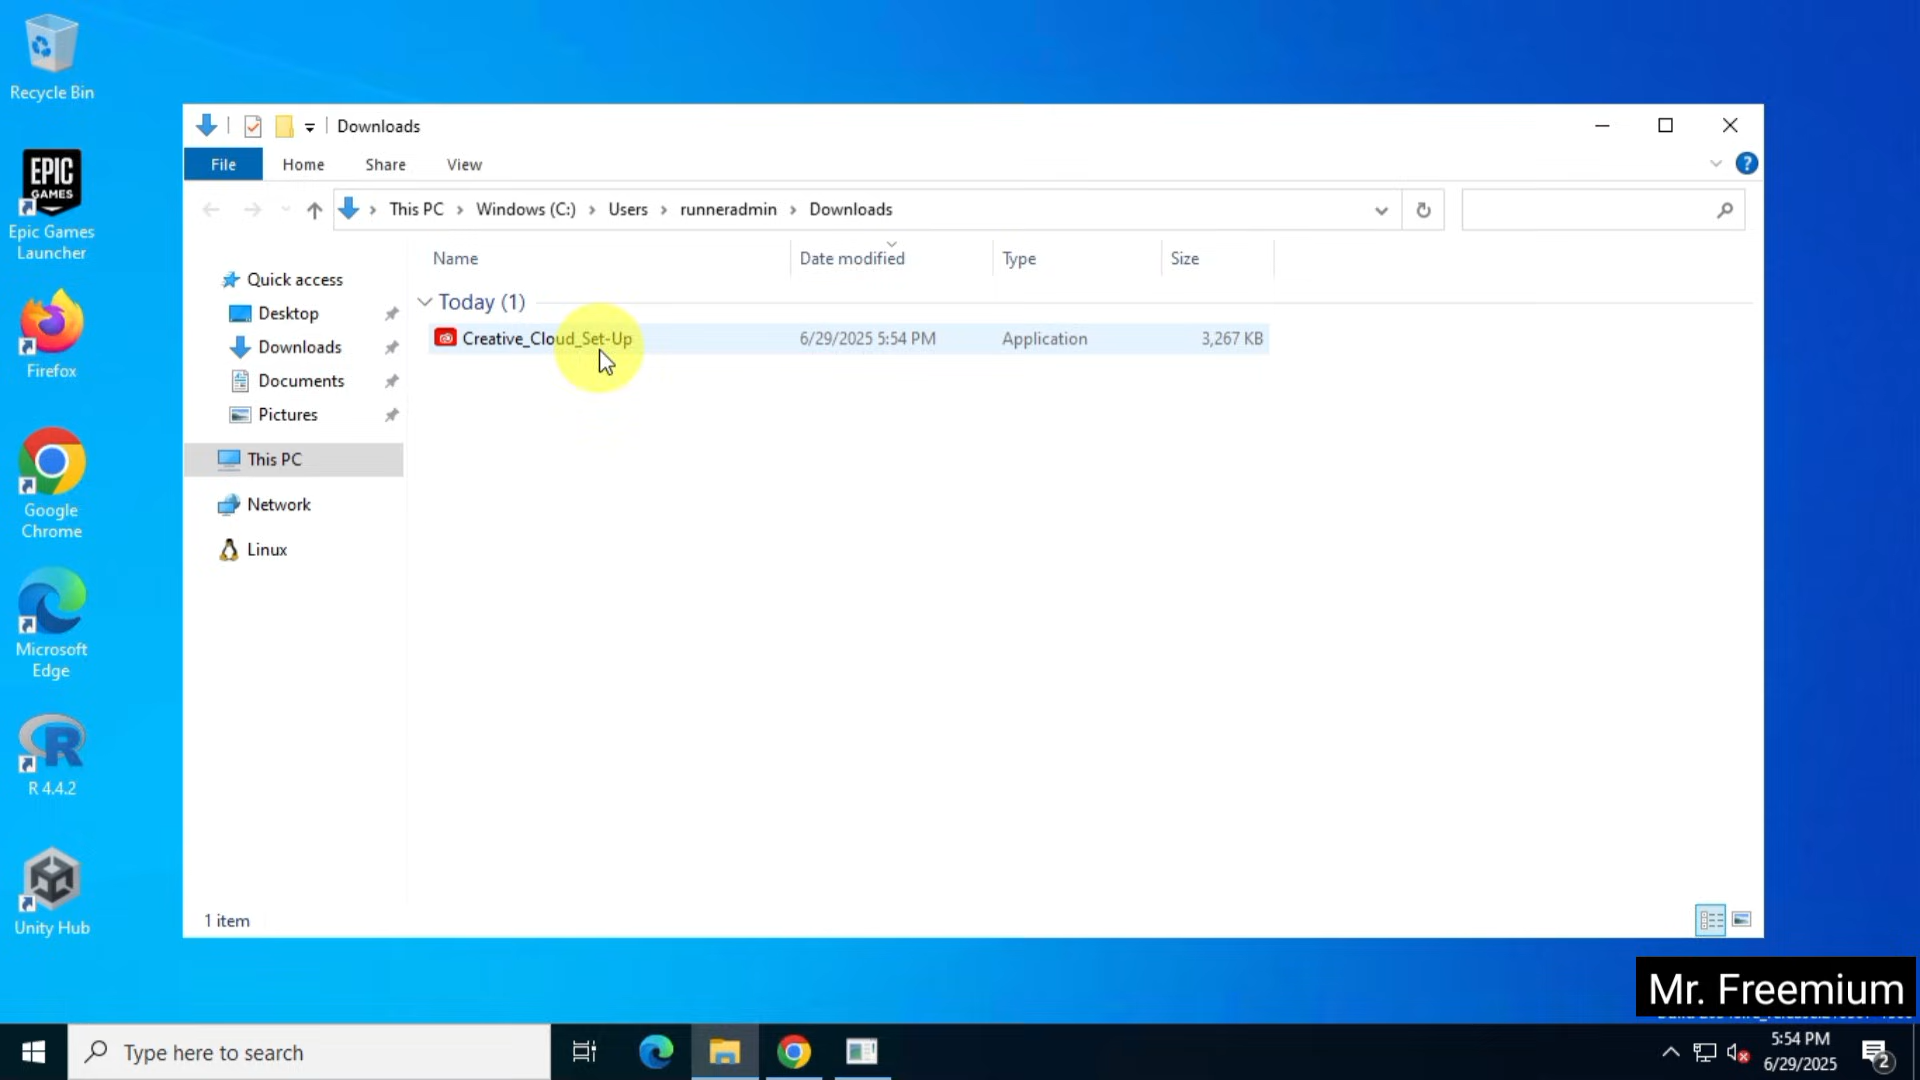 Recycle Bin
EPIC
GAMES
Epic Games
Launcher
Firefox
Google
Chrome
Microsoft
Edge
R 4.4.2
Unity Hub
Downloads
File
Home
Share
View
?
This PC
Windows (C:)
Users
runneradmin
Downloads
Name
Date modified
Type
Size
Quick access
Desktop
Downloads
Documents
Pictures
This PC
Network
Linux
Today (1)
Creative_Cloud_Set-Up
6/29/2025 5:54 PM
Application
3,267 KB
1 item
Mr. Freemium
Type here to search
5:54 PM
6/29/2025
2